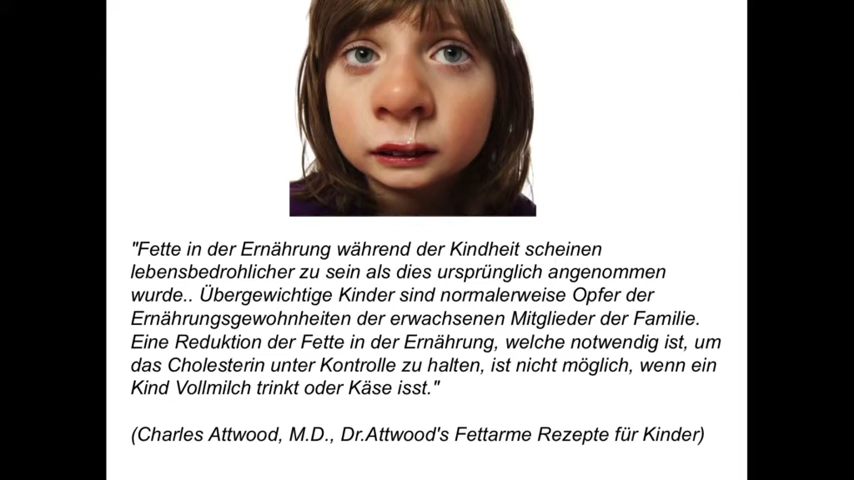 "Fette in der Ernährung während der Kindheit scheinen
lebensbedrohlicher zu sein als dies ursprünglich angenommen
wurde.. Übergewichtige Kinder sind normalerweise Opfer der
Ernährungsgewohnheiten der erwachsenen Mitglieder der Familie.
Eine Reduktion der Fette in der Ernährung, welche notwendig ist, um
das Cholesterin unter Kontrolle zu halten, ist nicht möglich, wenn ein
Kind Vollmilch trinkt oder Käse isst."
(Charles Attwood, M.D., Dr.Attwood's Fettarme Rezepte für Kinder)